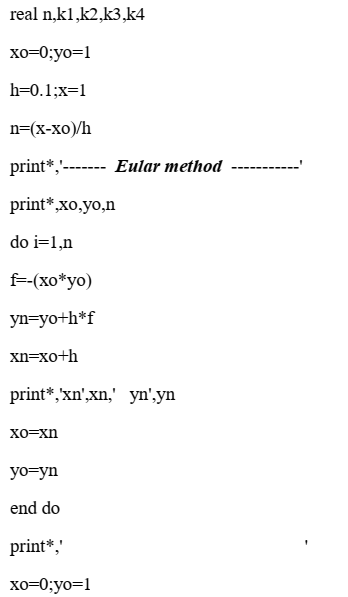 real n,k1,k2,k3,k4
xo=0;yo=1
h=0.1;x=1
n=(x-xo)/h
print*,'------- Eular method -----------'
print*,xo,yo,n
do i=1,n
f=-(xo*yo)
yn=yo+h*f
xn=xo+h
print*,'xn',xn,'   yn',yn
xo=xn
yo=yn
end do
print*,'                                                 '
xo=0;yo=1